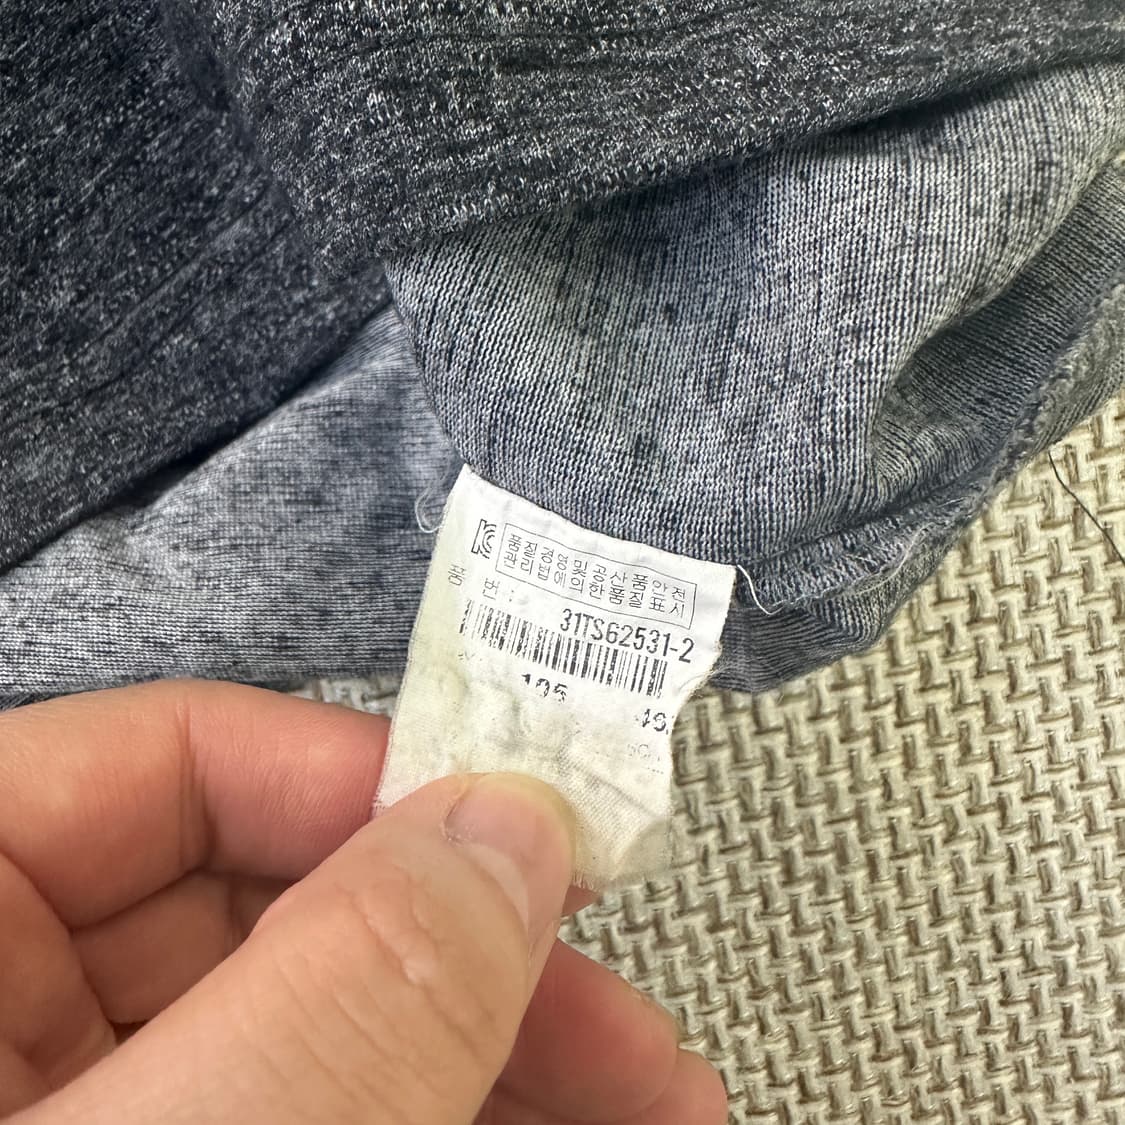 품질경영 및 공산품안전
관리법에 의한 품질표시
품 번 :
31TS62531-2
105